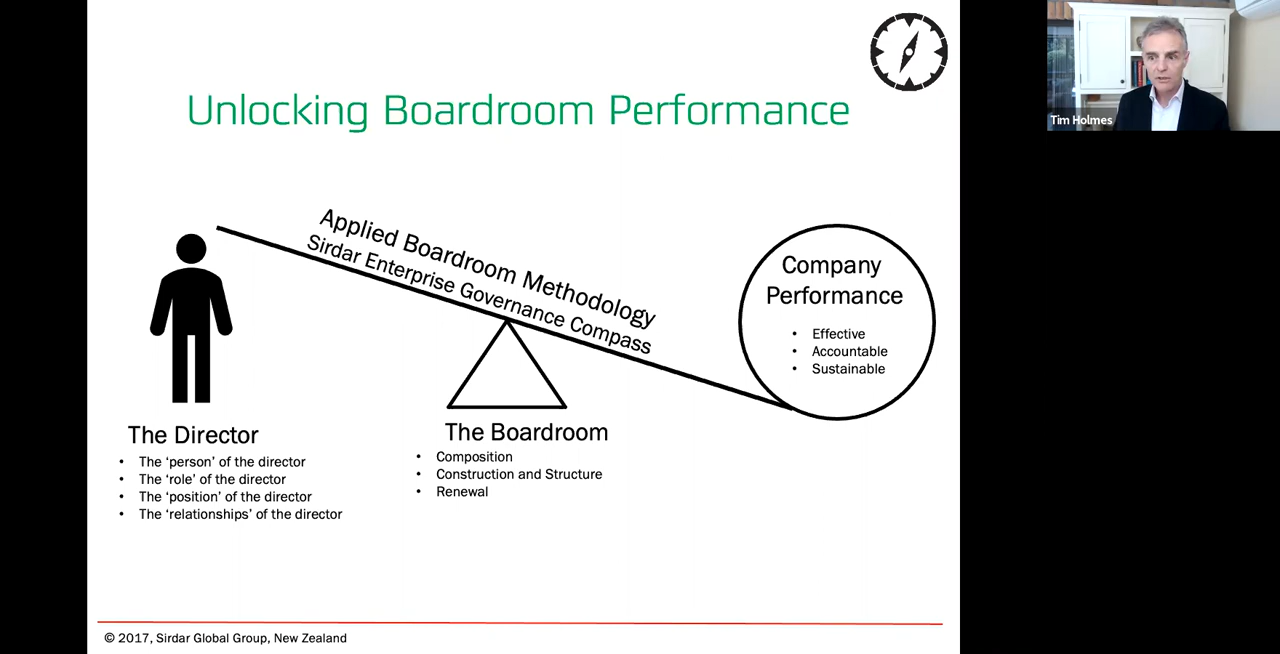 Unlocking Boardroom Performance
Tim Holmes
Applied Boardroom Methodology
Sirdar Enterprise Governance Compass
Company
Performance
• Effective
• Accountable
• Sustainable
The Director
• The ‘person’ of the director
• The ‘role’ of the director
• The ‘position’ of the director
• The ‘relationships’ of the director
The Boardroom
• Composition
• Construction and Structure
• Renewal
© 2017, Sirdar Global Group, New Zealand